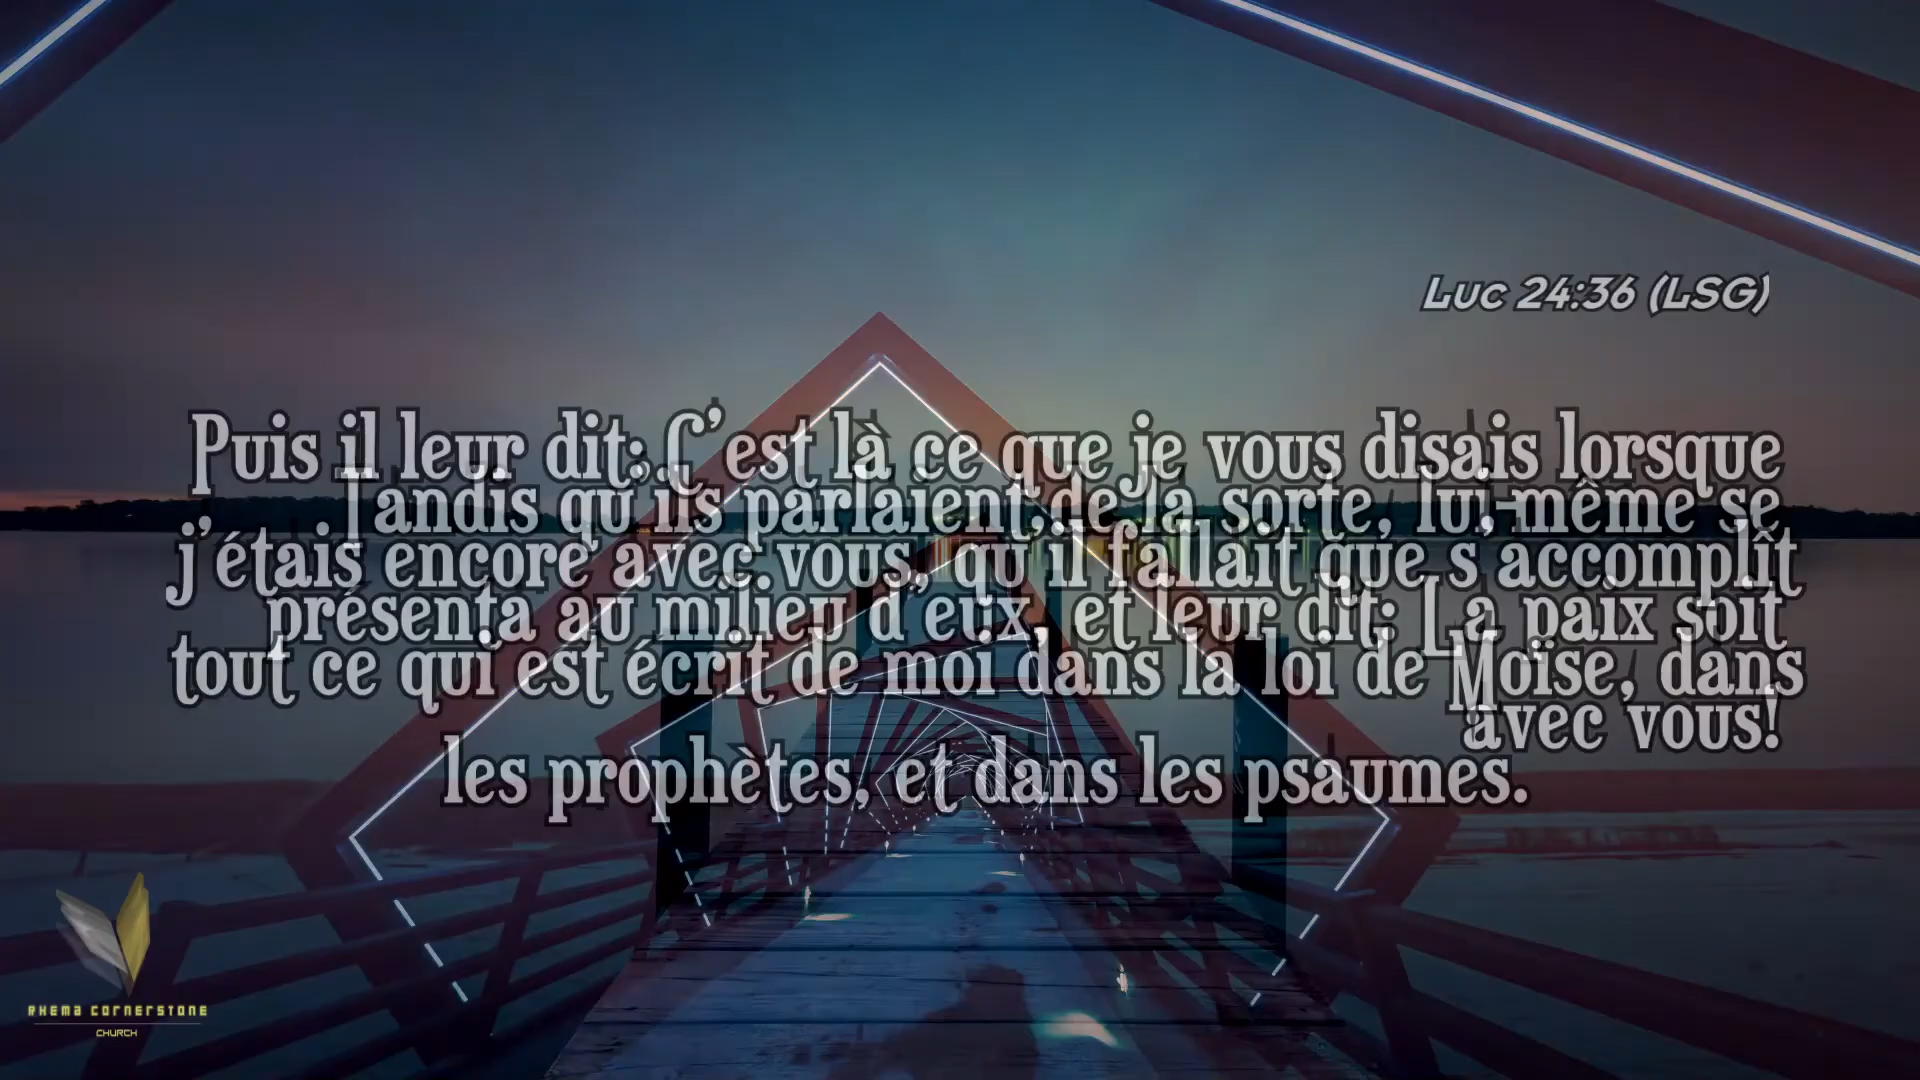 Luc 24:36 (LSG)
Puis il leur dit: C'est là ce que je vous disais lorsque
Tandis qu'ils parlaient de la sorte, lui-même se
j'étais encore avec vous, qu'il fallait que s'accomplît
présenta au milieu d'eux, et leur dit: La paix soit
tout ce qui est écrit de moi dans la loi de Moïse, dans
avec vous!
les prophètes, et dans les psaumes.
RHEMA CORNERSTONE
CHURCH